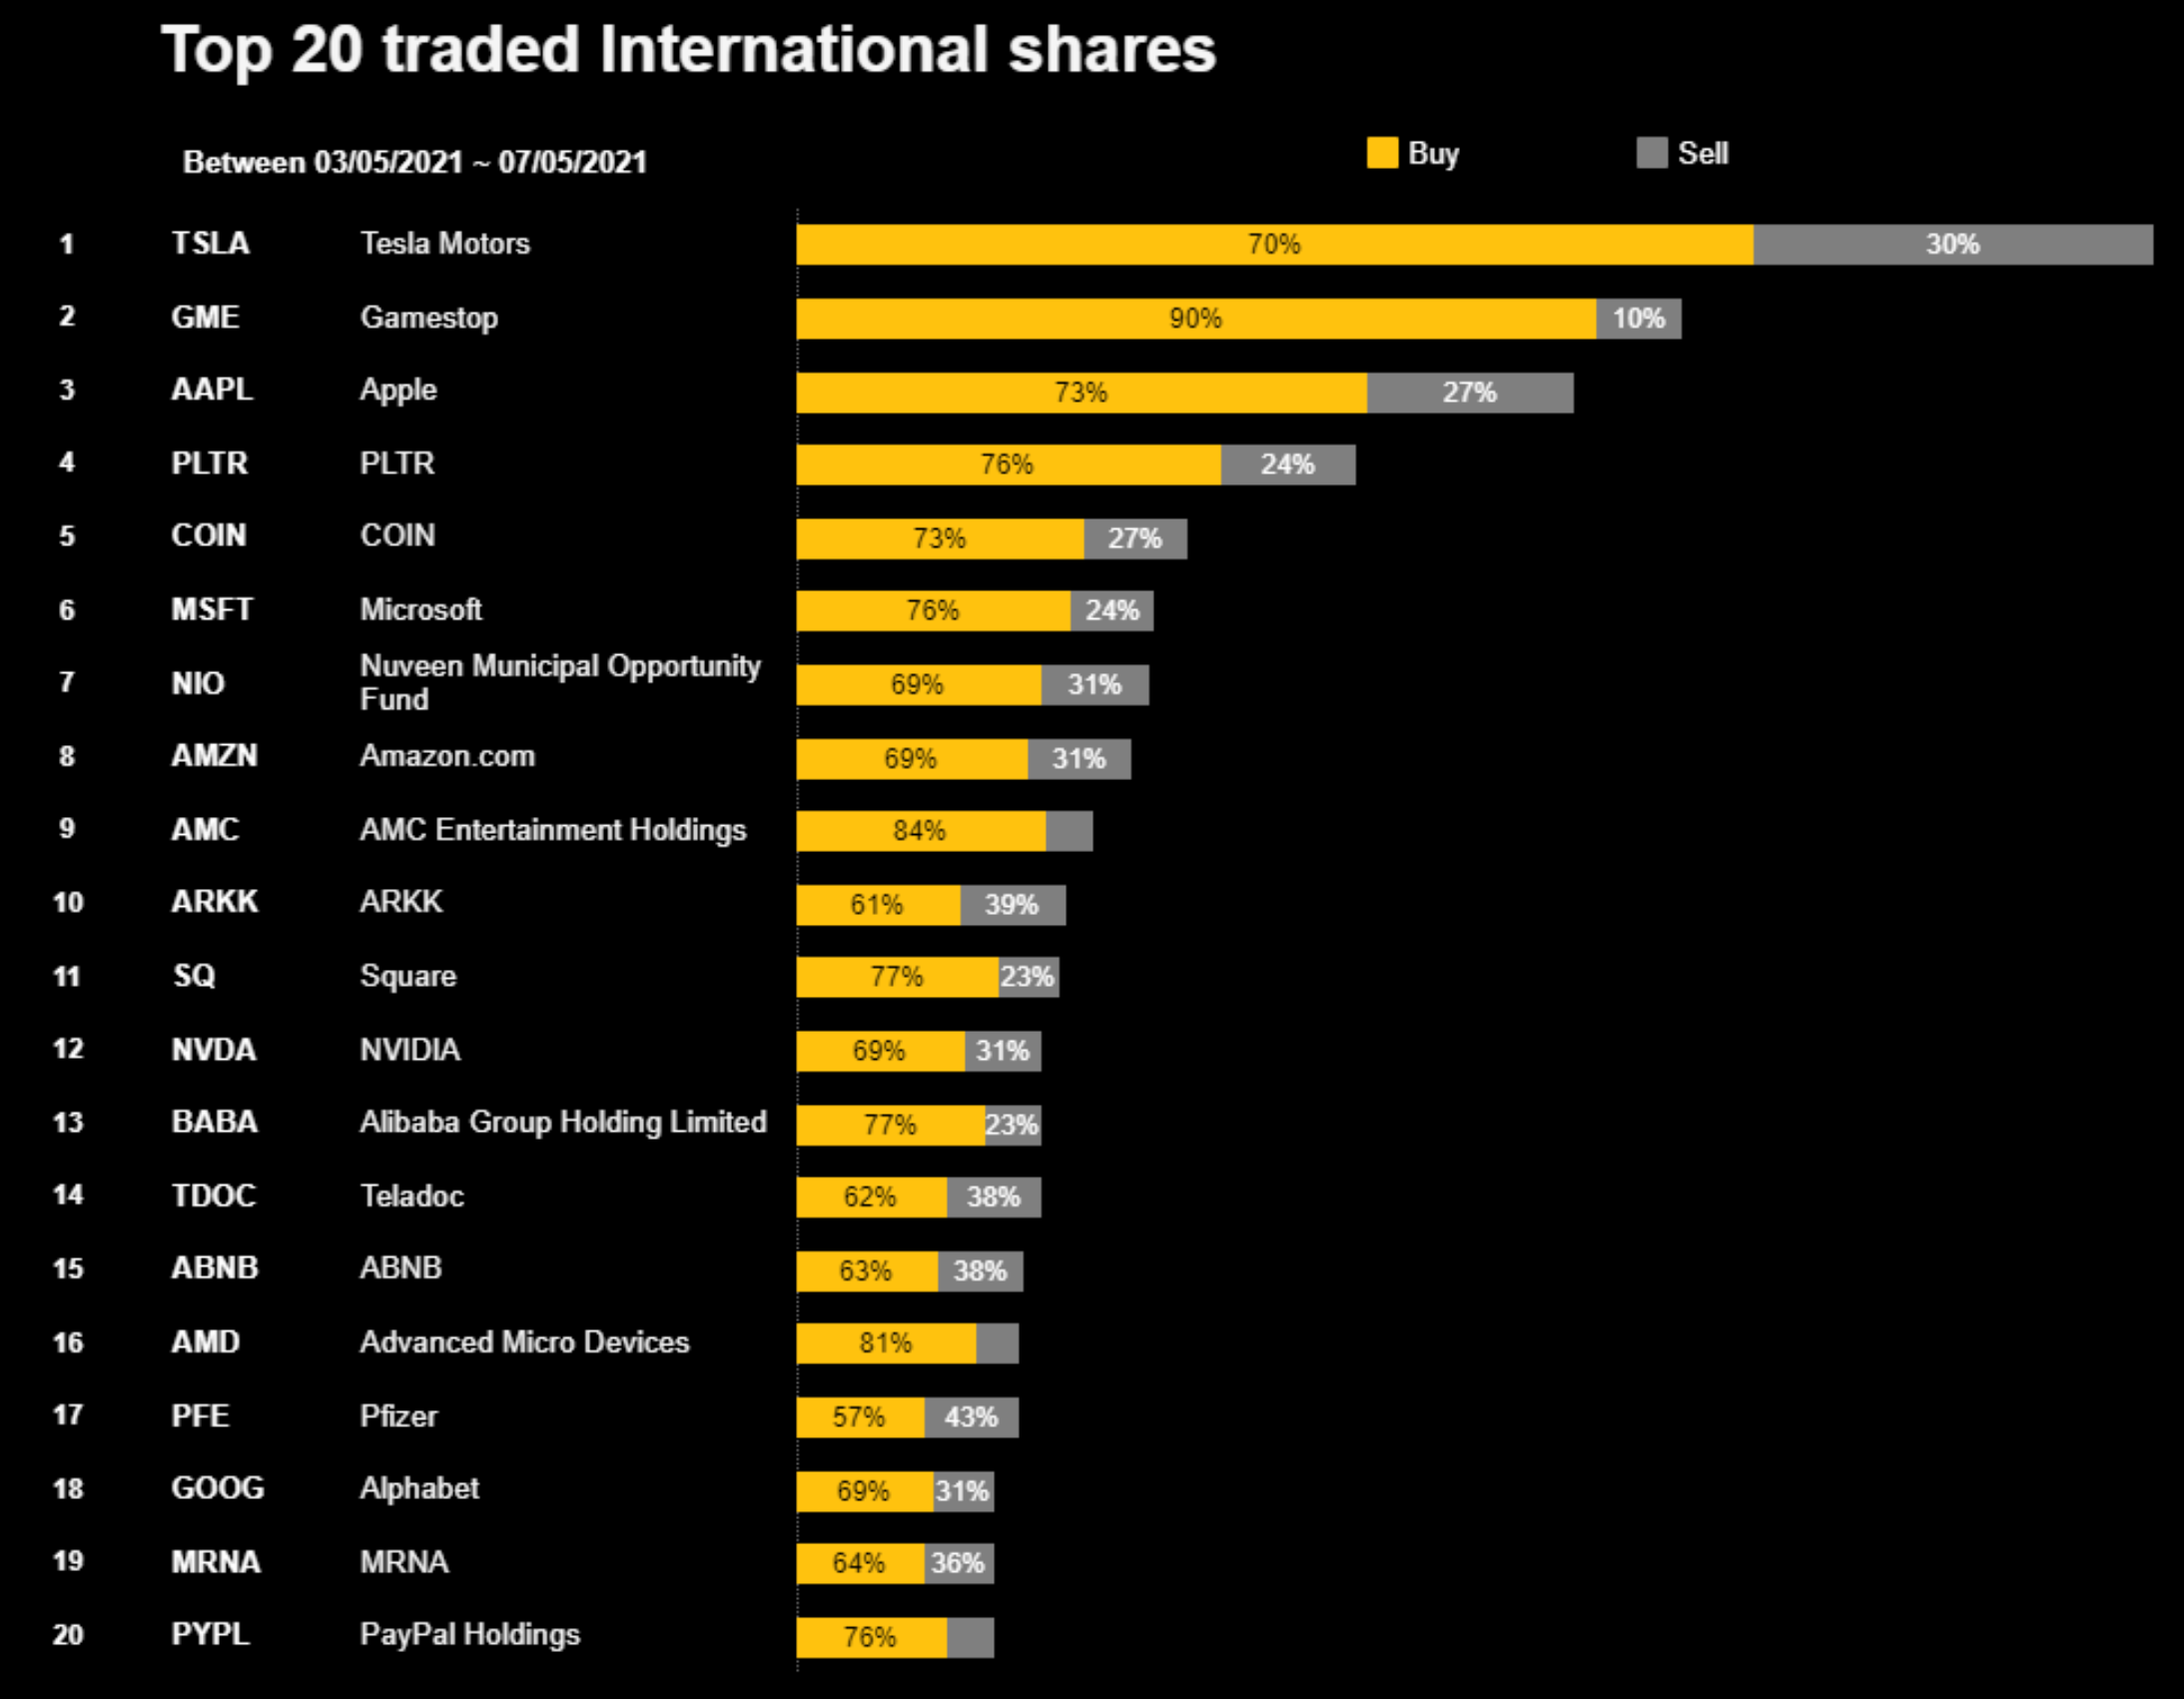 Top 20 traded International shares
Between 03/05/2021 ~ 07/05/2021
Buy Sell
1 TSLA Tesla Motors 70% 30%
2 GME Gamestop 90% 10%
3 AAPL Apple 73% 27%
4 PLTR PLTR 76% 24%
5 COIN COIN 73% 27%
6 MSFT Microsoft 76% 24%
7 NIO Nuveen Municipal Opportunity
Fund 69% 31%
8 AMZN Amazon.com 69% 31%
9 AMC AMC Entertainment Holdings 84%
10 ARKK ARKK 61% 39%
11 SQ Square 77% 23%
12 NVDA NVIDIA 69% 31%
13 BABA Alibaba Group Holding Limited 77% 23%
14 TDOC Teladoc 62% 38%
15 ABNB ABNB 63% 38%
16 AMD Advanced Micro Devices 81%
17 PFE Pfizer 57% 43%
18 GOOG Alphabet 69% 31%
19 MRNA MRNA 64% 36%
20 PYPL PayPal Holdings 76%